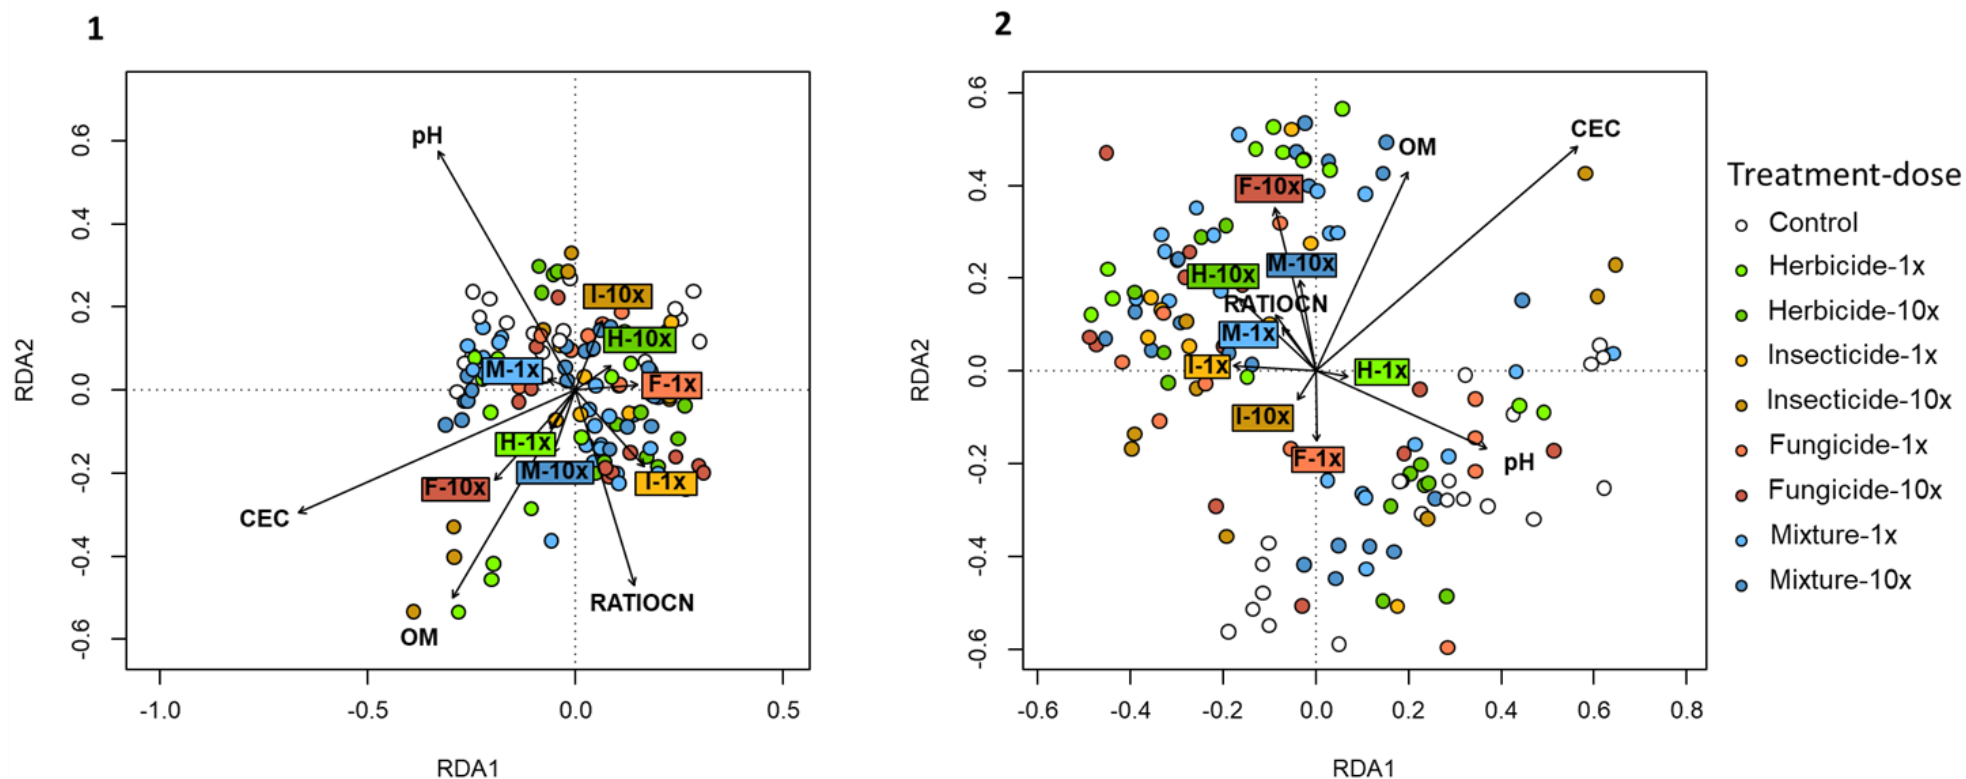 1
RDA2
0.6
0.4
0.2
0.0
-0.2
-0.4
-0.6
pH
I-10x
H-10x
M-1x
F-1x
H-1x
M-10x
I-1x
F-10x
CEC
RATIOCN
OM
-1.0 -0.5 0.0 0.5
RDA1
2
RDA2
0.6
0.4
0.2
0.0
-0.2
-0.4
-0.6
CEC
OM
F-10x
M-10x
H-10x
RATIOCN
M-1x
I-1x
H-1x
I-10x
F-1x
pH
-0.6 -0.4 -0.2 0.0 0.2 0.4 0.6 0.8
RDA1
Treatment-dose
Control
Herbicide-1x
Herbicide-10x
Insecticide-1x
Insecticide-10x
Fungicide-1x
Fungicide-10x
Mixture-1x
Mixture-10x